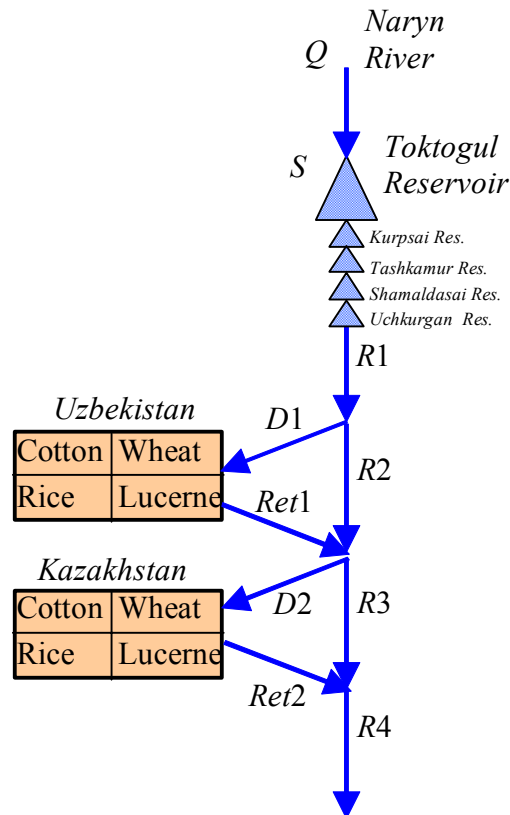 Naryn
River
Q
Toktogul
Reservoir
S
Kurpsai Res.
Tashkamur Res.
Shamaldasai Res.
Uchkurgan Res.
R1
Uzbekistan
D1
Cotton Wheat
Rice Lucerne
R2
Ret1
Kazakhstan
D2
Cotton Wheat
Rice Lucerne
R3
Ret2
R4